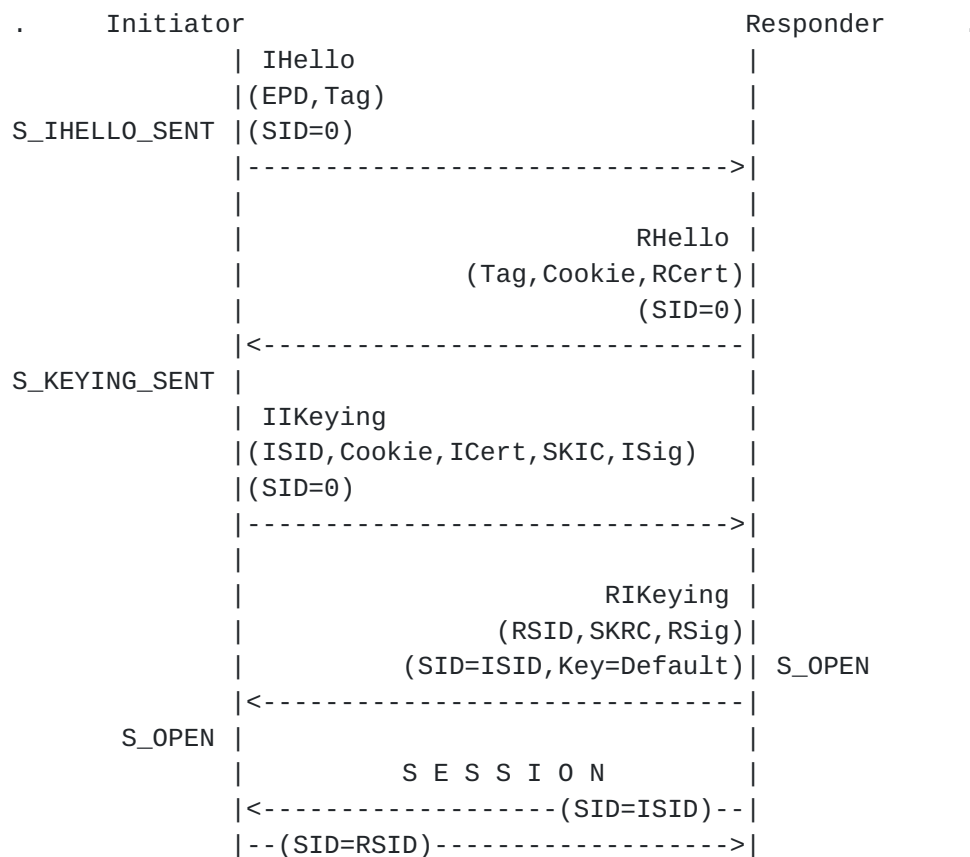 .     Initiator                                Responder     .
              | IHello                         |
              |(EPD,Tag)                       |
S_IHELLO_SENT |(SID=0)                         |
              |------------------------------->|
              |                                |
              |                         RHello |
              |              (Tag,Cookie,RCert)|
              |                         (SID=0)|
              |<-------------------------------|
S_KEYING_SENT |                                |
              | IIKeying                       |
              |(ISID,Cookie,ICert,SKIC,ISig)   |
              |(SID=0)                         |
              |------------------------------->|
              |                                |
              |                       RIKeying |
              |                (RSID,SKRC,RSig)|
              |          (SID=ISID,Key=Default)| S_OPEN
              |<-------------------------------|
       S_OPEN |                                |
              |          S E S S I O N         |
              |<-------------------(SID=ISID)--|
              |--(SID=RSID)------------------->|